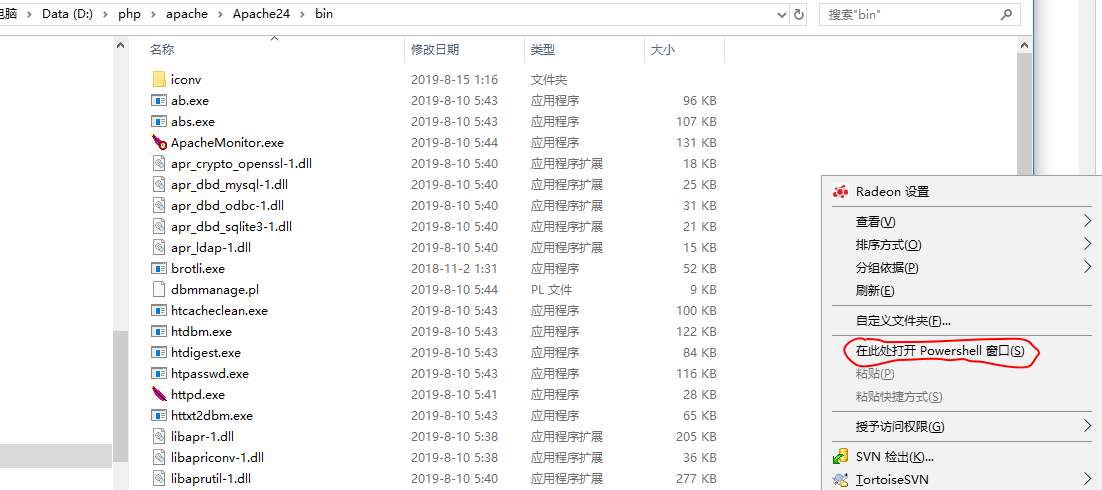 电脑 › Data (D:) › php › apache › Apache24 › bin
搜索"bin"
名称 修改日期 类型 大小
iconv 2019-8-15 1:16 文件夹
ab.exe 2019-8-10 5:43 应用程序 96 KB
abs.exe 2019-8-10 5:43 应用程序 107 KB
ApacheMonitor.exe 2019-8-10 5:44 应用程序 131 KB
apr_crypto_openssl-1.dll 2019-8-10 5:40 应用程序扩展 18 KB
apr_dbd_mysql-1.dll 2019-8-10 5:40 应用程序扩展 25 KB
apr_dbd_odbc-1.dll 2019-8-10 5:40 应用程序扩展 31 KB
apr_dbd_sqlite3-1.dll 2019-8-10 5:40 应用程序扩展 21 KB
apr_ldap-1.dll 2019-8-10 5:40 应用程序扩展 15 KB
brotli.exe 2018-11-2 1:31 应用程序 52 KB
dbmmanage.pl 2019-8-10 5:44 PL 文件 9 KB
htcacheclean.exe 2019-8-10 5:43 应用程序 100 KB
htdbm.exe 2019-8-10 5:43 应用程序 122 KB
htdigest.exe 2019-8-10 5:43 应用程序 84 KB
htpasswd.exe 2019-8-10 5:43 应用程序 116 KB
httpd.exe 2019-8-10 5:41 应用程序 28 KB
httxt2dbm.exe 2019-8-10 5:43 应用程序 65 KB
libapr-1.dll 2019-8-10 5:38 应用程序扩展 205 KB
libapriconv-1.dll 2019-8-10 5:38 应用程序扩展 36 KB
libaprutil-1.dll 2019-8-10 5:40 应用程序扩展 277 KB
Radeon 设置
查看(V)
排序方式(O)
分组依据(P)
刷新(E)
自定义文件夹(F)...
在此处打开 Powershell 窗口(S)
粘贴(P)
粘贴快捷方式(S)
授予访问权限(G)
SVN 检出(K)...
TortoiseSVN